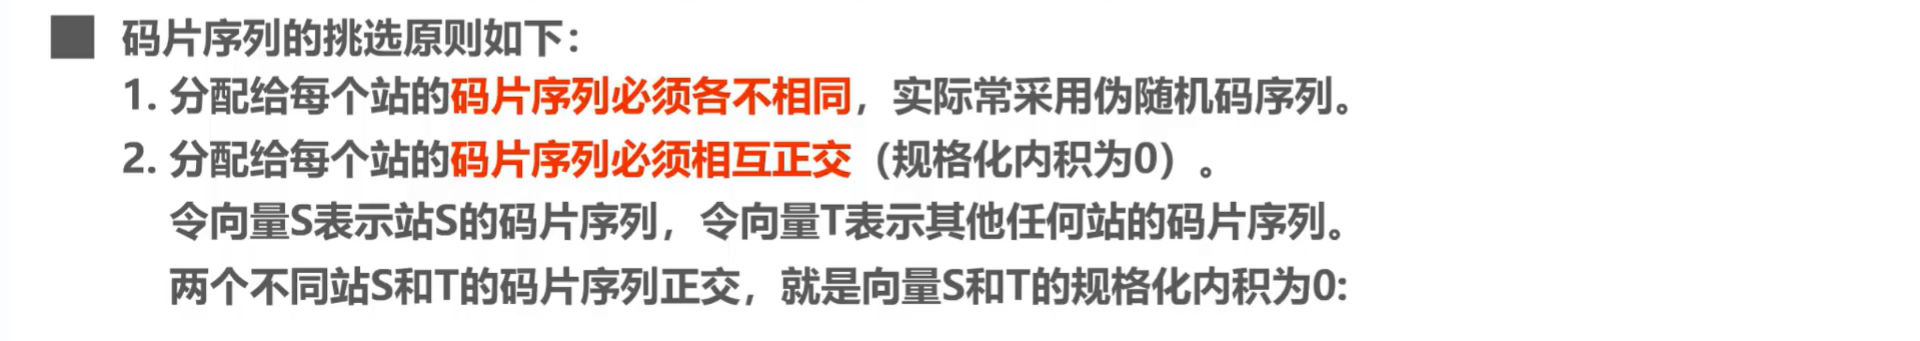 码片序列的挑选原则如下：
1. 分配给每个站的码片序列必须各不相同，实际常采用伪随机码序列。
2. 分配给每个站的码片序列必须相互正交（规格化内积为0）。
令向量S表示站S的码片序列，令向量T表示其他任何站的码片序列。
两个不同站S和T的码片序列正交，就是向量S和T的规格化内积为0: